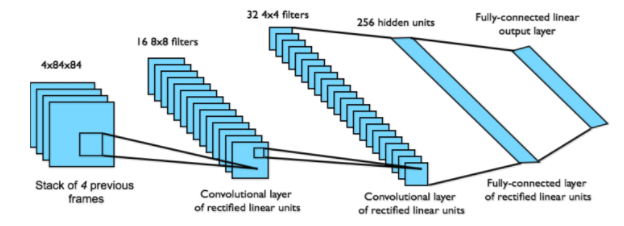 4x84x84
16 8x8 filters
32 4x4 filters
256 hidden units
Fully-connected linear
output layer
Stack of 4 previous
frames
Convolutional layer
of rectified linear units
Convolutional layer
of rectified linear units
Fully-connected layer
of rectified linear units